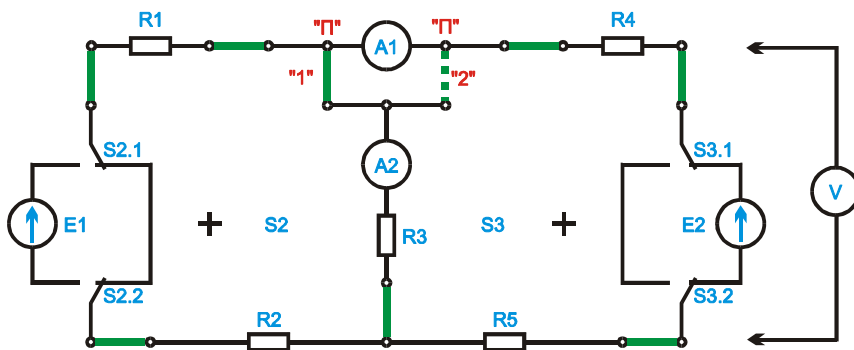 "П" "П"
R1 A1 R4
"1" "2"
S2.1 A2 S3.1
V
E1 S2 R3 S3 E2
S2.2 S3.2
R2 R5